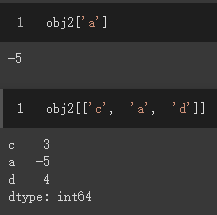 1 obj2['a']
-5
1 obj2[['c', 'a', 'd']]
c 3
a -5
d 4
dtype: int64